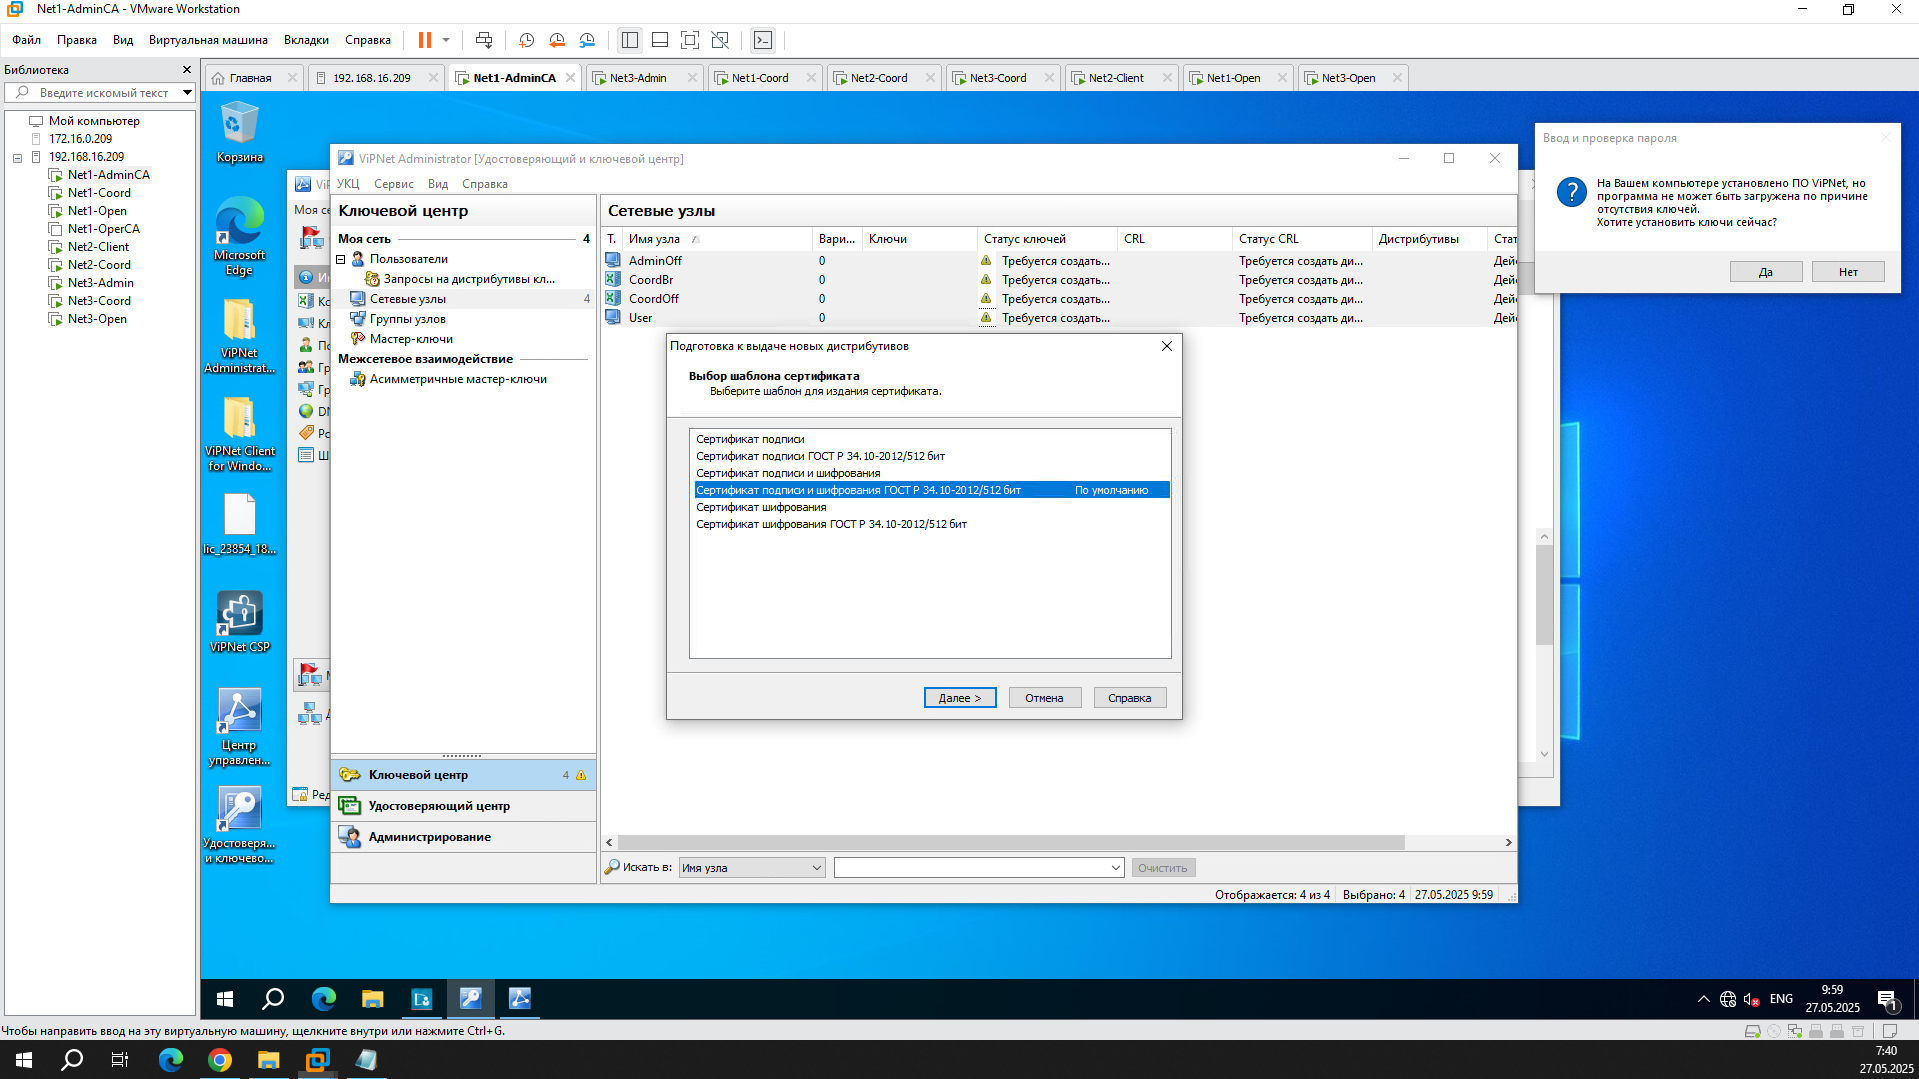 Net1-AdminCA - VMware Workstation
Файл Правка Вид Виртуальная машина Вкладки Справка
Библиотека
Введите искомый текст
Главная 192.168.16.209 Net1-AdminCA Net3-Admin Net1-Coord Net2-Coord Net3-Coord Net2-Client Net1-Open Net3-Open
Мой компьютер
172.16.0.209
192.168.16.209
Net1-AdminCA
Net1-Coord
Net1-Open
Net1-OperCA
Net2-Client
Net2-Coord
Net3-Admin
Net3-Coord
Net3-Open
Корзина
Microsoft
Edge
ViPNet
Administrat...
ViPNet Client
for Windo...
lic_23854_18...
ViPNet CSP
Центр
управлен...
Удостоверя...
и ключево...
ViPNet Administrator [Удостоверяющий и ключевой центр]
УКЦ Сервис Вид Справка
Ключевой центр
Моя сеть 4
Пользователи
Запросы на дистрибутивы кл...
Сетевые узлы 4
Группы узлов
Мастер-ключи
Межсетевое взаимодействие
Асимметричные мастер-ключи
Ключевой центр 4
Удостоверяющий центр
Администрирование
Сетевые узлы
Т. Имя узла Вари... Ключи Статус ключей CRL Статус CRL Дистрибутивы Стат
AdminOff 0 Требуется создать... Требуется создать ди... Дей
CoordBr 0 Требуется создать... Требуется создать ди... Дей
CoordOff 0 Требуется создать... Требуется создать ди... Дей
User 0 Требуется создать... Требуется создать ди... Дей
Подготовка к выдаче новых дистрибутивов
Выбор шаблона сертификата
Выберите шаблон для издания сертификата.
Сертификат подписи
Сертификат подписи ГОСТ Р 34.10-2012/512 бит
Сертификат подписи и шифрования
Сертификат подписи и шифрования ГОСТ Р 34.10-2012/512 бит По умолчанию
Сертификат шифрования
Сертификат шифрования ГОСТ Р 34.10-2012/512 бит
Далее > Отмена Справка
Искать в: Имя узла Очистить
Отображается: 4 из 4 Выбрано: 4 27.05.2025 9:59
Ввод и проверка пароля
На Вашем компьютере установлено ПО ViPNet, но
программа не может быть загружена по причине
отсутствия ключей.
Хотите установить ключи сейчас?
Да Нет
Моя се
Ин
Ко
Кл
По
Гр
Гр
DN
Ро
Ш
Ред
ENG
9:59
27.05.2025
1
Чтобы направить ввод на эту виртуальную машину, щелкните внутри или нажмите Ctrl+G.
7:40
27.05.2025